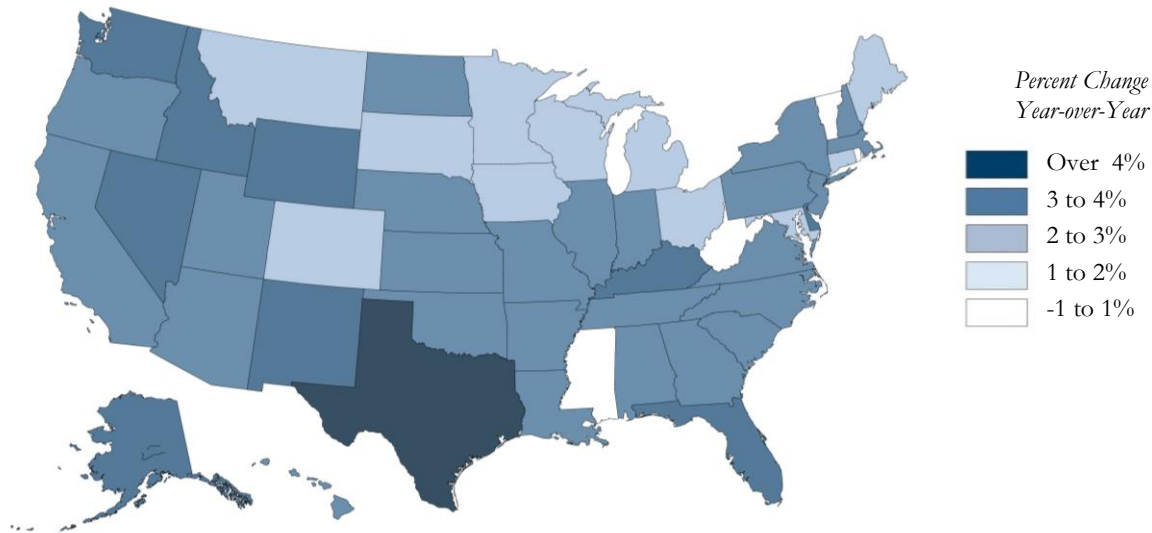 Percent Change
Year-over-Year
Over 4%
3 to 4%
2 to 3%
1 to 2%
-1 to 1%